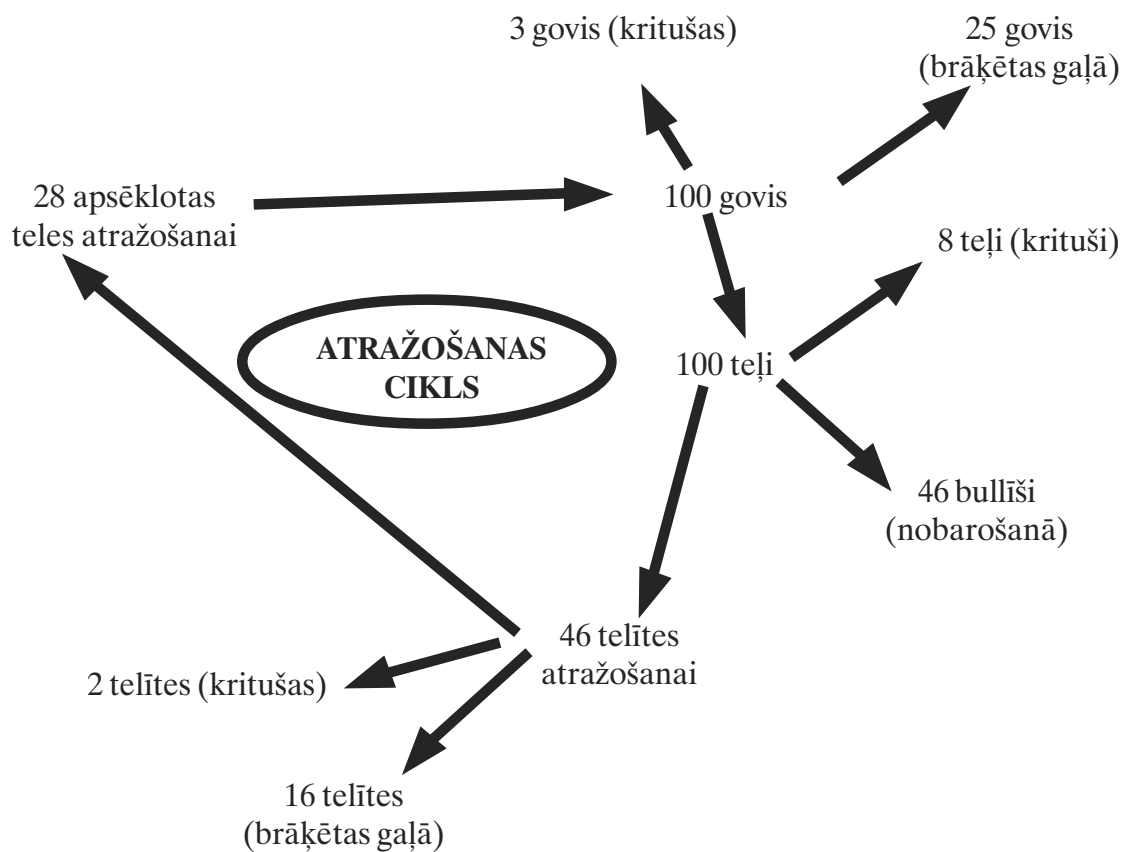 3 govis (kritušas)
25 govis
(brāķētas gaļā)
28 apsēklotas
teles atražošanai
100 govis
8 teļi (krituši)
ATRAŽOŠANAS
CIKLS
100 teļi
46 bullīši
(nobarošanā)
46 telītes
atražošanai
2 telītes (kritušas)
16 telītes
(brāķētas gaļā)